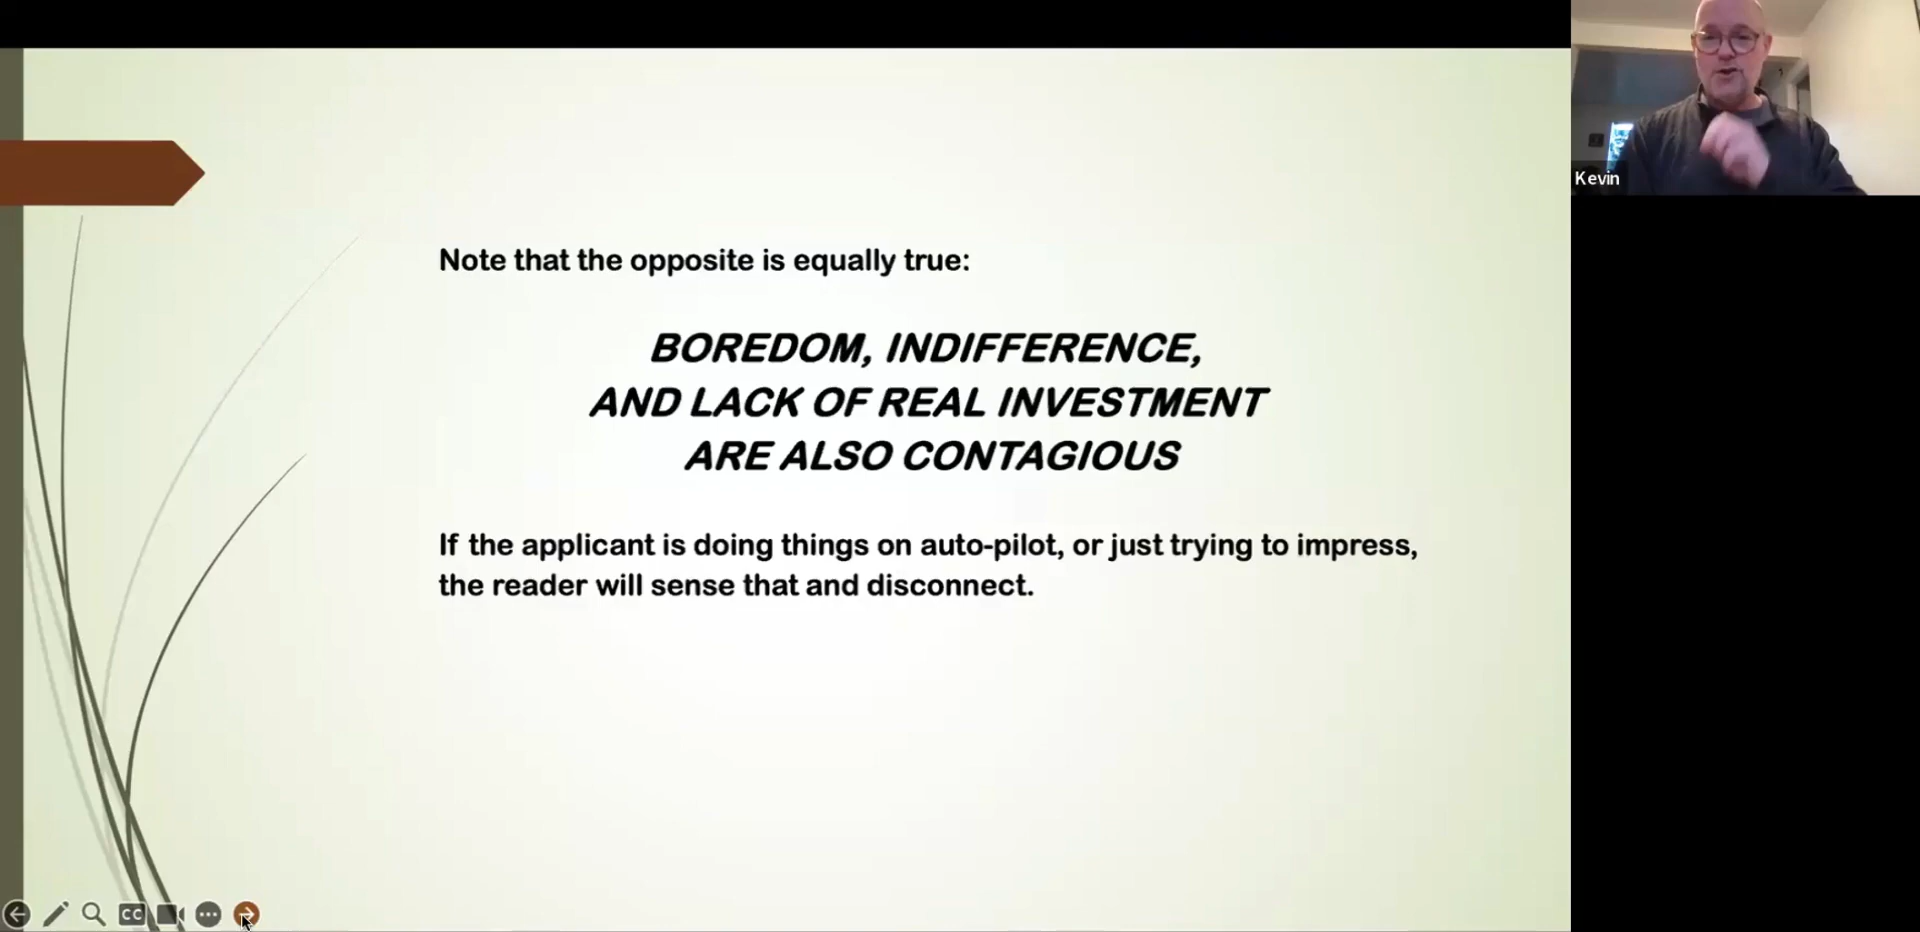 Note that the opposite is equally true:
BOREDOM, INDIFFERENCE,
AND LACK OF REAL INVESTMENT
ARE ALSO CONTAGIOUS
If the applicant is doing things on auto-pilot, or just trying to impress,
the reader will sense that and disconnect.
Kevin
CC